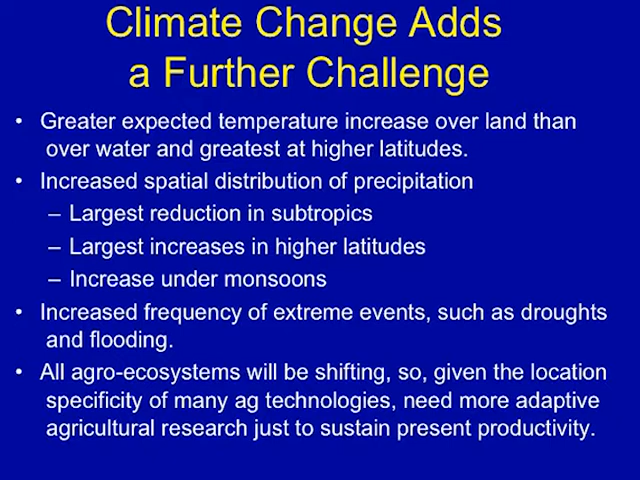 Climate Change Adds
a Further Challenge
• Greater expected temperature increase over land than
over water and greatest at higher latitudes.
• Increased spatial distribution of precipitation
– Largest reduction in subtropics
– Largest increases in higher latitudes
– Increase under monsoons
• Increased frequency of extreme events, such as droughts
and flooding.
• All agro-ecosystems will be shifting, so, given the location
specificity of many ag technologies, need more adaptive
agricultural research just to sustain present productivity.